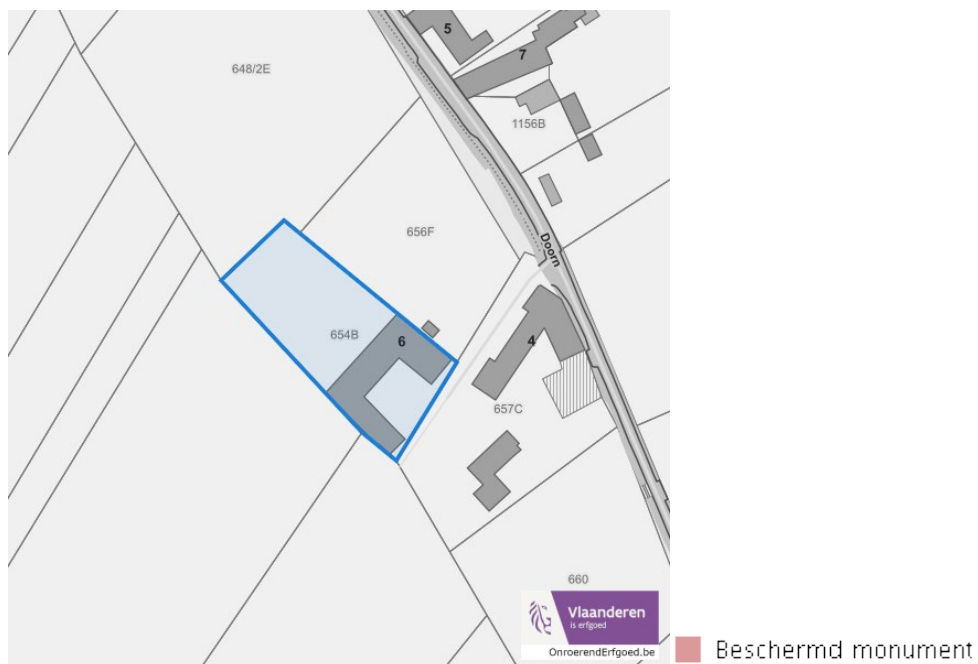 5
648/2E
7
1156B
656F
Doorn
654B
6
4
657C
660
Vlaanderen
is erfgoed
OnroerendErfgoed.be
Beschermd monument